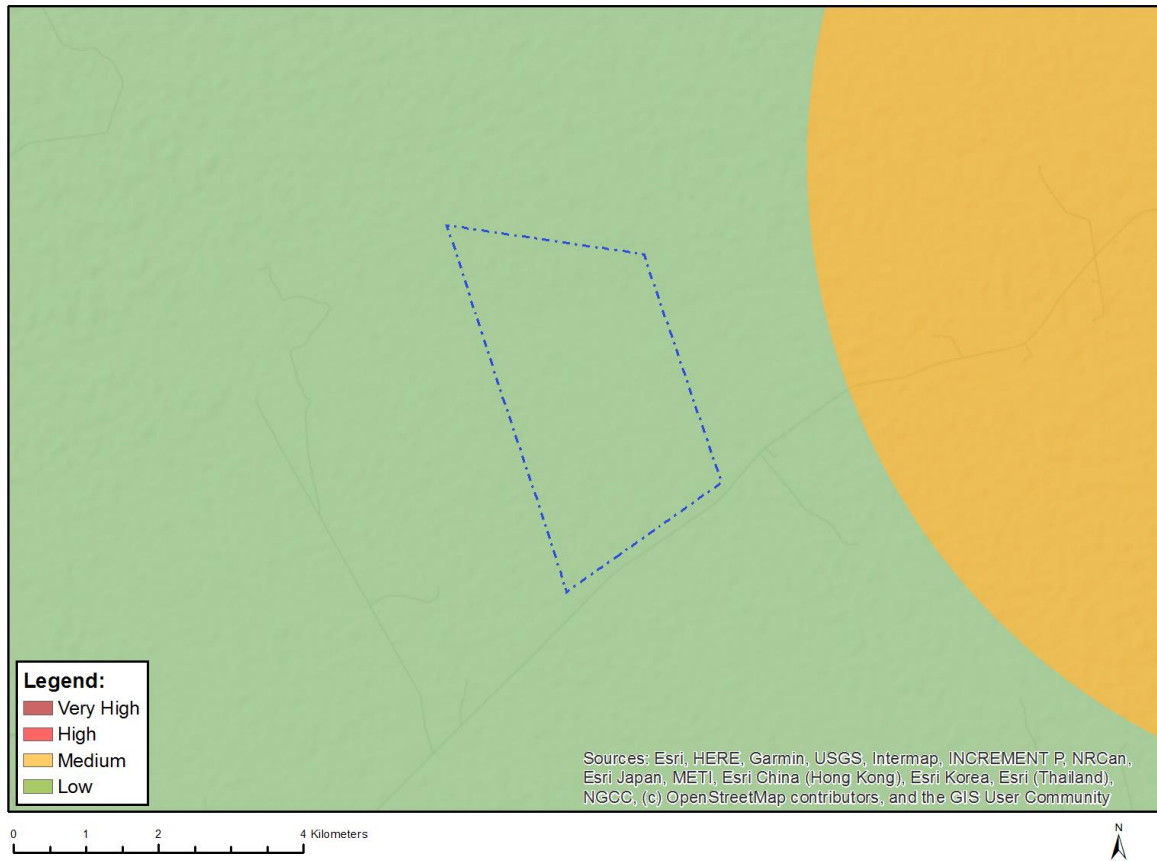 Legend:
Very High
High
Medium
Low
Sources: Esri, HERE, Garmin, USGS, Intermap, INCREMENT P, NRCan,
Esri Japan, METI, Esri China (Hong Kong), Esri Korea, Esri (Thailand),
NGCC, (c) OpenStreetMap contributors, and the GIS User Community
0 1 2 4 Kilometers
N